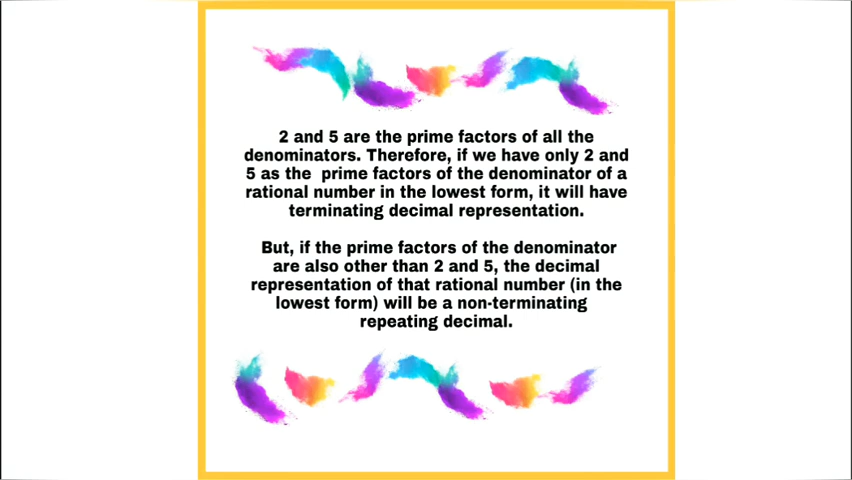 2 and 5 are the prime factors of all the
denominators. Therefore, if we have only 2 and
5 as the prime factors of the denominator of a
rational number in the lowest form, it will have
terminating decimal representation.
But, if the prime factors of the denominator
are also other than 2 and 5, the decimal
representation of that rational number (in the
lowest form) will be a non-terminating
repeating decimal.